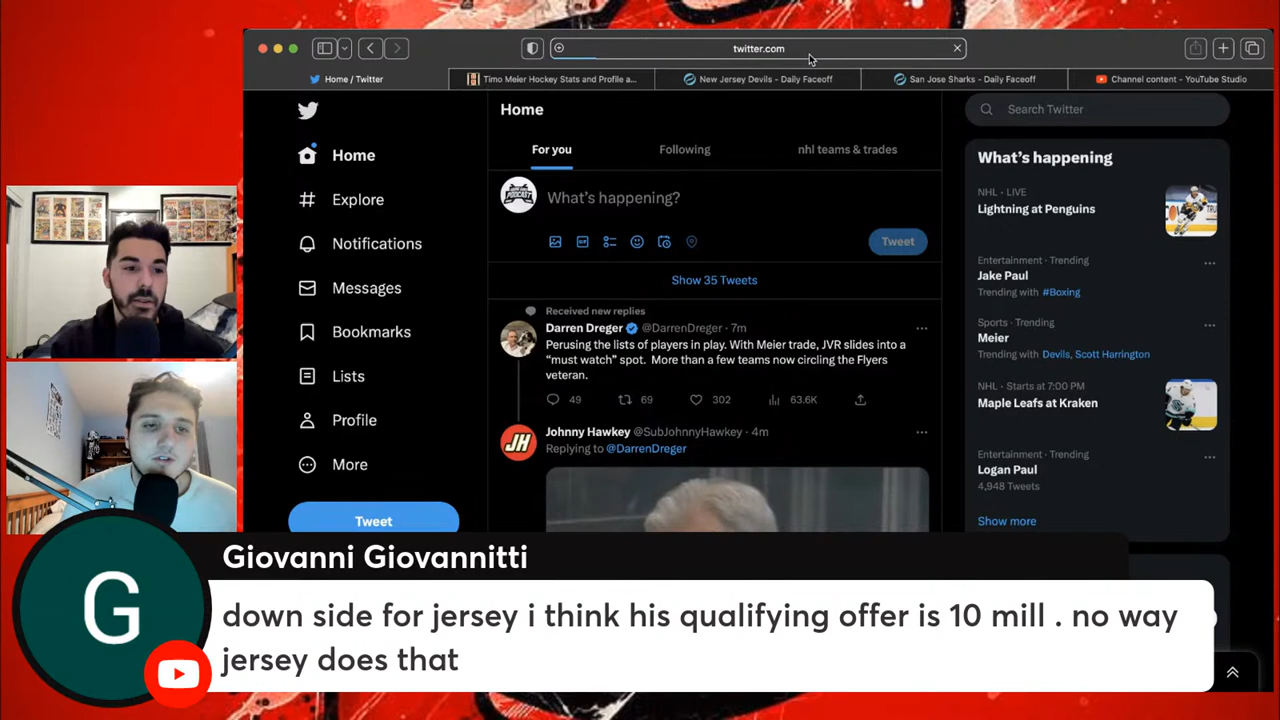 twitter.com
Home / Twitter
Timo Meier Hockey Stats and Profile a...
New Jersey Devils - Daily Faceoff
San Jose Sharks - Daily Faceoff
Channel content - YouTube Studio
Home
Explore
Notifications
Messages
Bookmarks
Lists
Profile
More
Tweet
Home
For you
Following
nhl teams & trades
What's happening?
GIF
Tweet
Show 35 Tweets
Received new replies
Darren Dreger @DarrenDreger · 7m
Perusing the lists of players in play. With Meier trade, JVR slides into a
“must watch” spot. More than a few teams now circling the Flyers
veteran.
49 69 302 63.6K
JH
Johnny Hawkey @SubJohnnyHawkey · 4m
Replying to @DarrenDreger
Search Twitter
What's happening
NHL · LIVE
Lightning at Penguins
Entertainment · Trending
Jake Paul
Trending with #Boxing
Sports · Trending
Meier
Trending with Devils, Scott Harrington
NHL · Starts at 7:00 PM
Maple Leafs at Kraken
Entertainment · Trending
Logan Paul
4,948 Tweets
Show more
G
Giovanni Giovannitti
down side for jersey i think his qualifying offer is 10 mill . no way
jersey does that